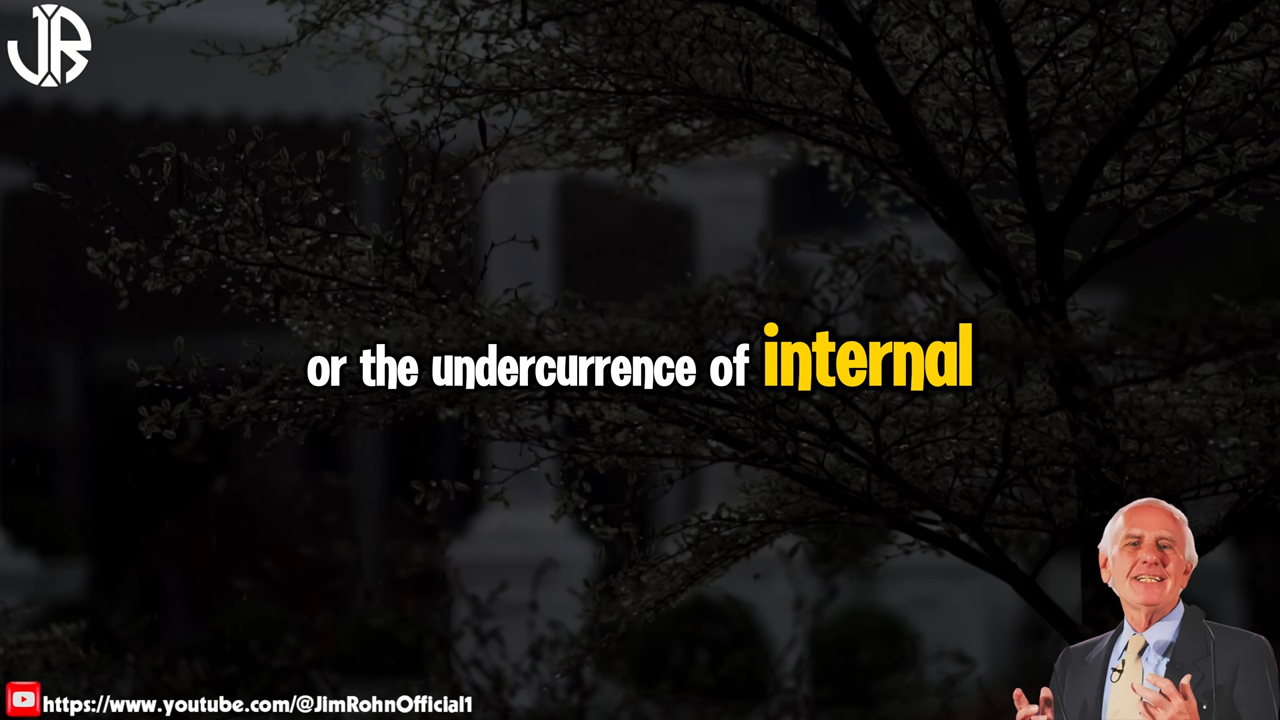 JR
or the undercurrence of internal
https://www.youtube.com/@JimRohnOfficial1